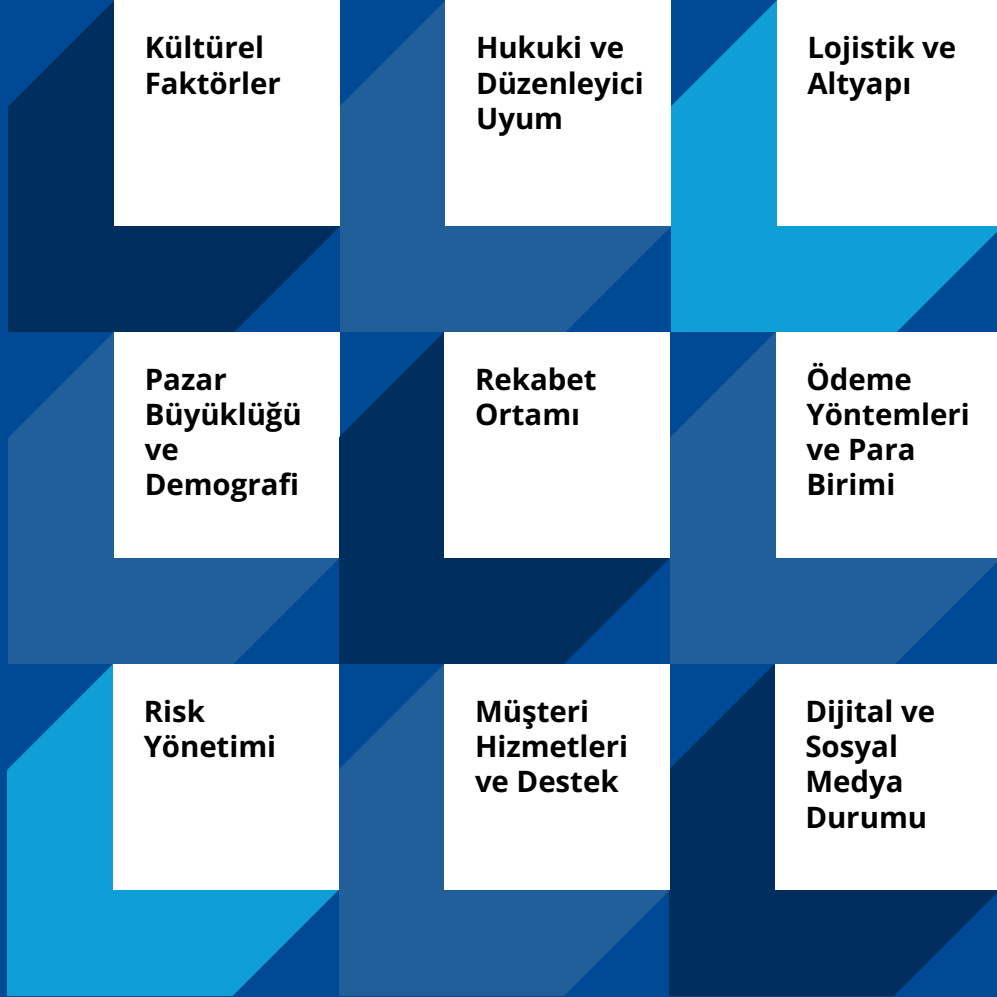 Kültürel
Faktörler
Hukuki ve
Düzenleyici
Uyum
Lojistik ve
Altyapı
Pazar
Büyüklüğü
ve
Demografi
Rekabet
Ortamı
Ödeme
Yöntemleri
ve Para
Birimi
Risk
Yönetimi
Müşteri
Hizmetleri
ve Destek
Dijital ve
Sosyal
Medya
Durumu